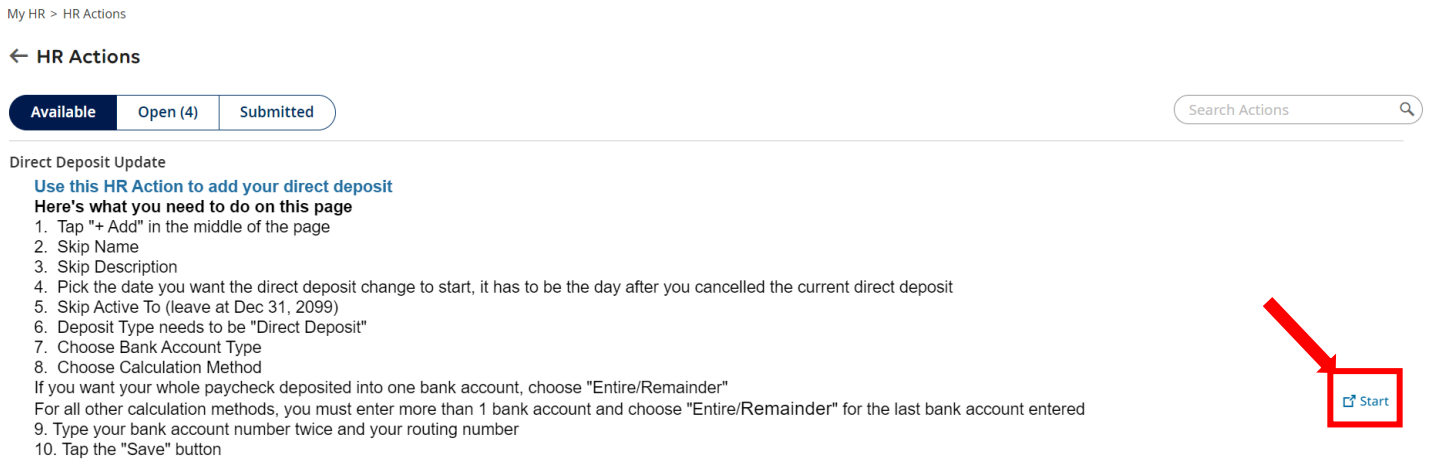 My HR > HR Actions
← HR Actions
Available Open (4) Submitted Search Actions
Direct Deposit Update
Use this HR Action to add your direct deposit
Here's what you need to do on this page
1. Tap "+ Add" in the middle of the page
2. Skip Name
3. Skip Description
4. Pick the date you want the direct deposit change to start, it has to be the day after you cancelled the current direct deposit
5. Skip Active To (leave at Dec 31, 2099)
6. Deposit Type needs to be "Direct Deposit"
7. Choose Bank Account Type
8. Choose Calculation Method
If you want your whole paycheck deposited into one bank account, choose "Entire/Remainder"
For all other calculation methods, you must enter more than 1 bank account and choose "Entire/Remainder" for the last bank account entered
Start
9. Type your bank account number twice and your routing number
10. Tap the "Save" button